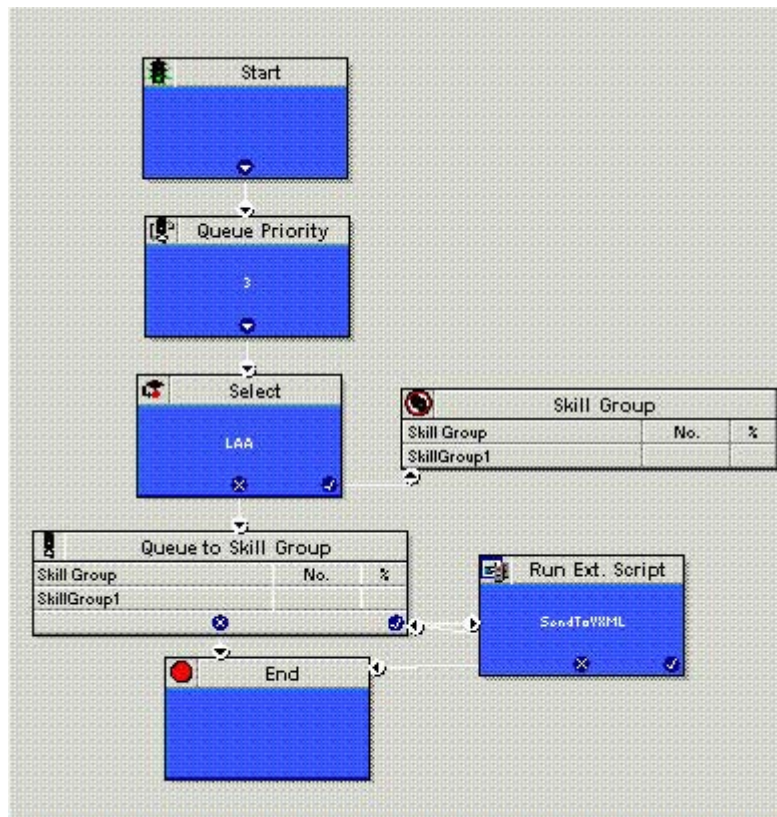 Start
Queue Priority
3
Select
LAA
Skill Group
Skill Group No. %
SkillGroup1
Queue to Skill Group
Skill Group No. %
SkillGroup1
Run Ext. Script
SendToVXML
End